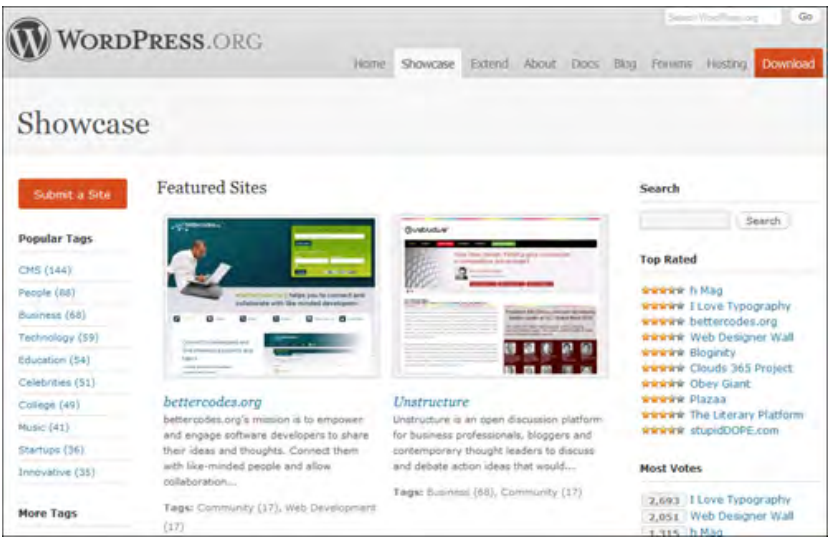 WORDPRESS.ORG
Search WordPress.org Go
Home Showcase Extend About Docs Blog Forums Hosting Download
Showcase
Submit a Site
Popular Tags
CMS (144)
People (88)
Business (68)
Technology (59)
Education (54)
Celebrities (51)
College (49)
Music (41)
Startups (36)
Innovative (35)
More Tags
Featured Sites
bettercodes.org
bettercodes.org's mission is to empower
and engage software developers to share
their ideas and thoughts. Connect them
with like-minded people and allow
collaboration...
Tags: Community (17), Web Development
(17)
Unstructure
Unstructure is an open discussion platform
for business professionals, bloggers and
contemporary thought leaders to discuss
and debate action ideas that would...
Tags: Business (68), Community (17)
Search
Search
Top Rated
h Mag
I Love Typography
bettercodes.org
Web Designer Wall
Bloginity
Clouds 365 Project
Obey Giant
Plazaa
The Literary Platform
stupidDOPE.com
Most Votes
2,693 I Love Typography
2,051 Web Designer Wall
1,315 h Mag